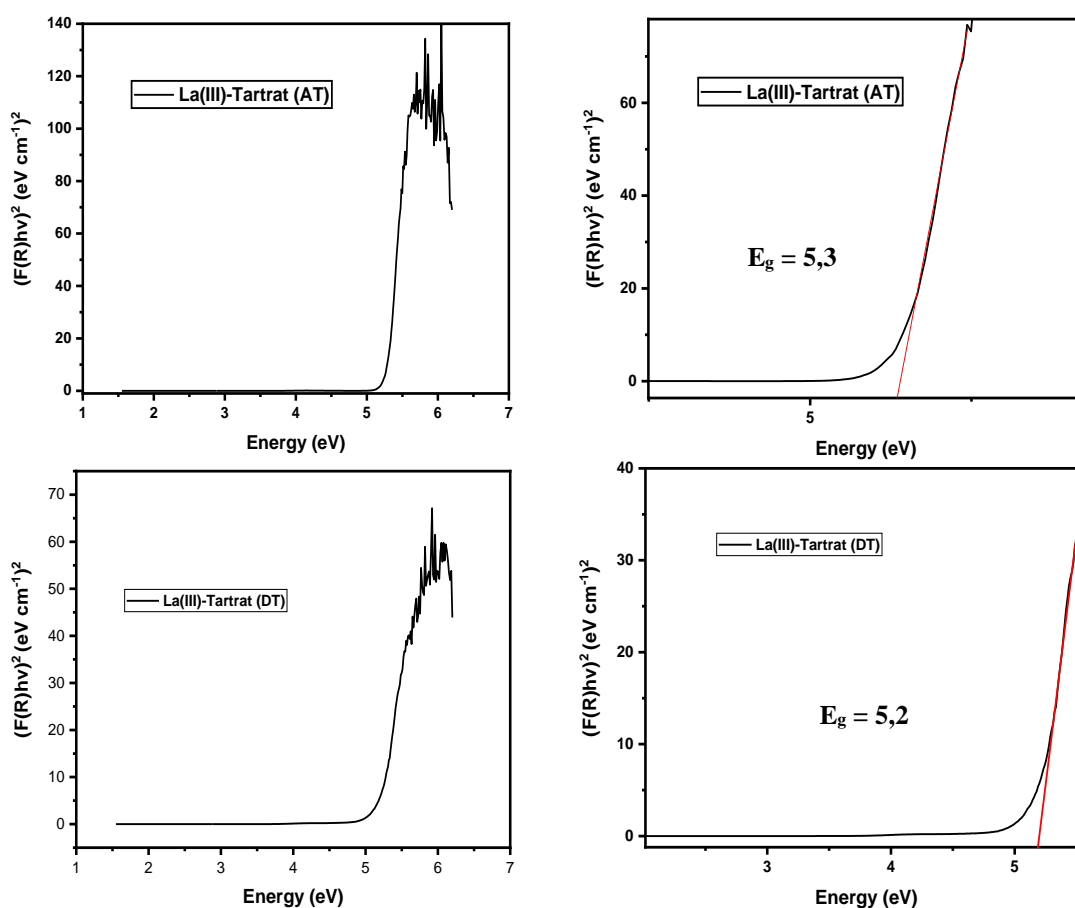 (F(R)hν)² (eV cm⁻¹)²
140
120
100
80
60
40
20
0
La(III)-Tartrat (AT)
1 2 3 4 5 6 7
Energy (eV)
(F(R)hν)² (eV cm⁻¹)²
60
40
20
0
La(III)-Tartrat (AT)
E_g = 5,3
5
Energy (eV)
(F(R)hν)² (eV cm⁻¹)²
70
60
50
40
30
20
10
0
La(III)-Tartrat (DT)
1 2 3 4 5 6 7
Energy (eV)
(F(R)hν)² (eV cm⁻¹)²
40
30
20
10
0
La(III)-Tartrat (DT)
E_g = 5,2
3 4 5
Energy (eV)